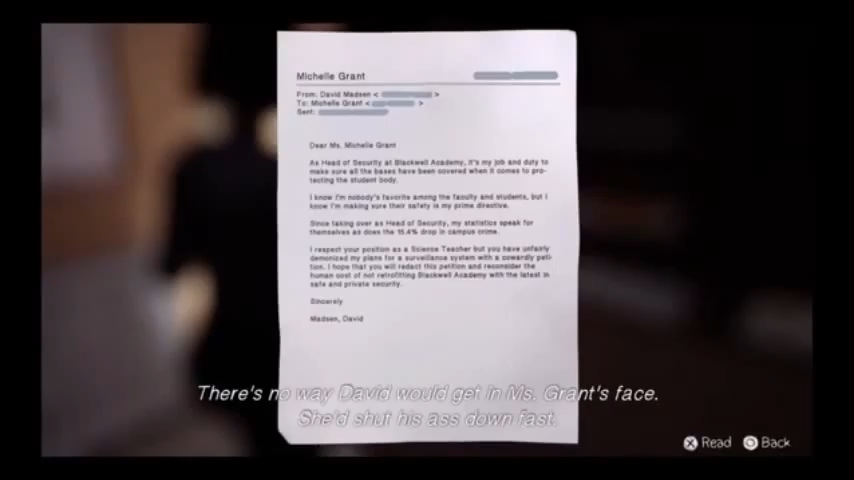 Michelle Grant
From: David Madsen < >
To: Michelle Grant < >
Sent:
Dear Ms. Michelle Grant
As Head of Security at Blackwell Academy, it's my job and duty to
make sure all the bases have been covered when it comes to pro-
tecting the student body.
I know I'm nobody's favorite among the faculty and students, but I
know I'm making sure their safety is my prime directive.
Since taking over as Head of Security, my statistics speak for
themselves as does the 15.4% drop in campus crime.
I respect your position as a Science Teacher but you have unfairly
demonized my plans for a surveillance system with a cowardly peti-
tion. I hope that you will redact this petition and reconsider the
human cost of not retrofitting Blackwell Academy with the latest in
safe and private security.
Sincerely
Madsen, David
There's no way David would get in Ms. Grant's face.
She'd shut his ass down fast.
Read Back